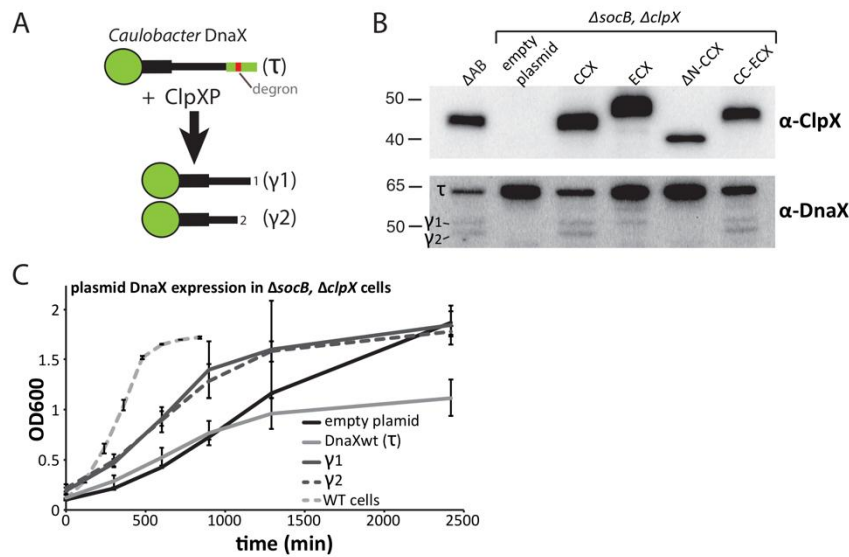 A
Caulobacter DnaX
(τ)
degron
+ ClpXP
1 (γ1)
2 (γ2)
B
ΔsocB, ΔclpX
ΔAB
empty plasmid
CCX
ECX
ΔN-CCX
CC-ECX
50
40
α-ClpX
65
τ
50
γ1
γ2
α-DnaX
C
plasmid DnaX expression in ΔsocB, ΔclpX cells
2
1.5
1
0.5
0
OD600
empty plamid
DnaXwt (τ)
γ1
γ2
WT cells
0 500 1000 1500 2000 2500
time (min)